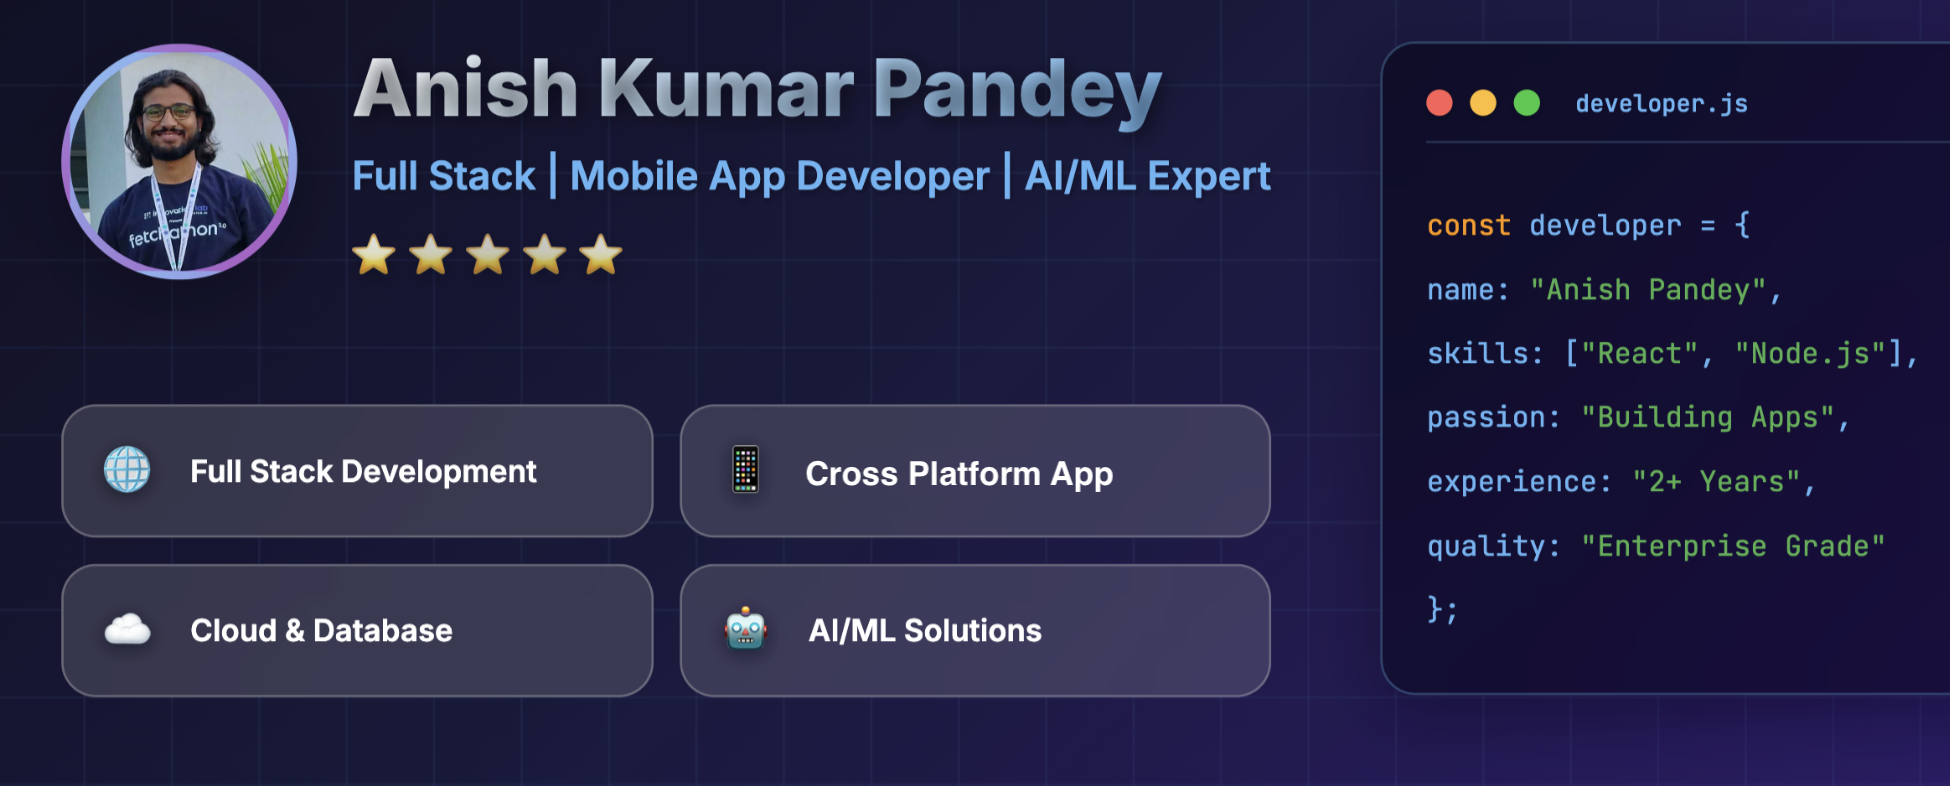 Anish Kumar Pandey
Full Stack | Mobile App Developer | AI/ML Expert
fetch
Full Stack Development
Cross Platform App
Cloud & Database
AI/ML Solutions
developer.js
const developer = {
name: "Anish Pandey",
skills: ["React", "Node.js"],
passion: "Building Apps",
experience: "2+ Years",
quality: "Enterprise Grade"
};